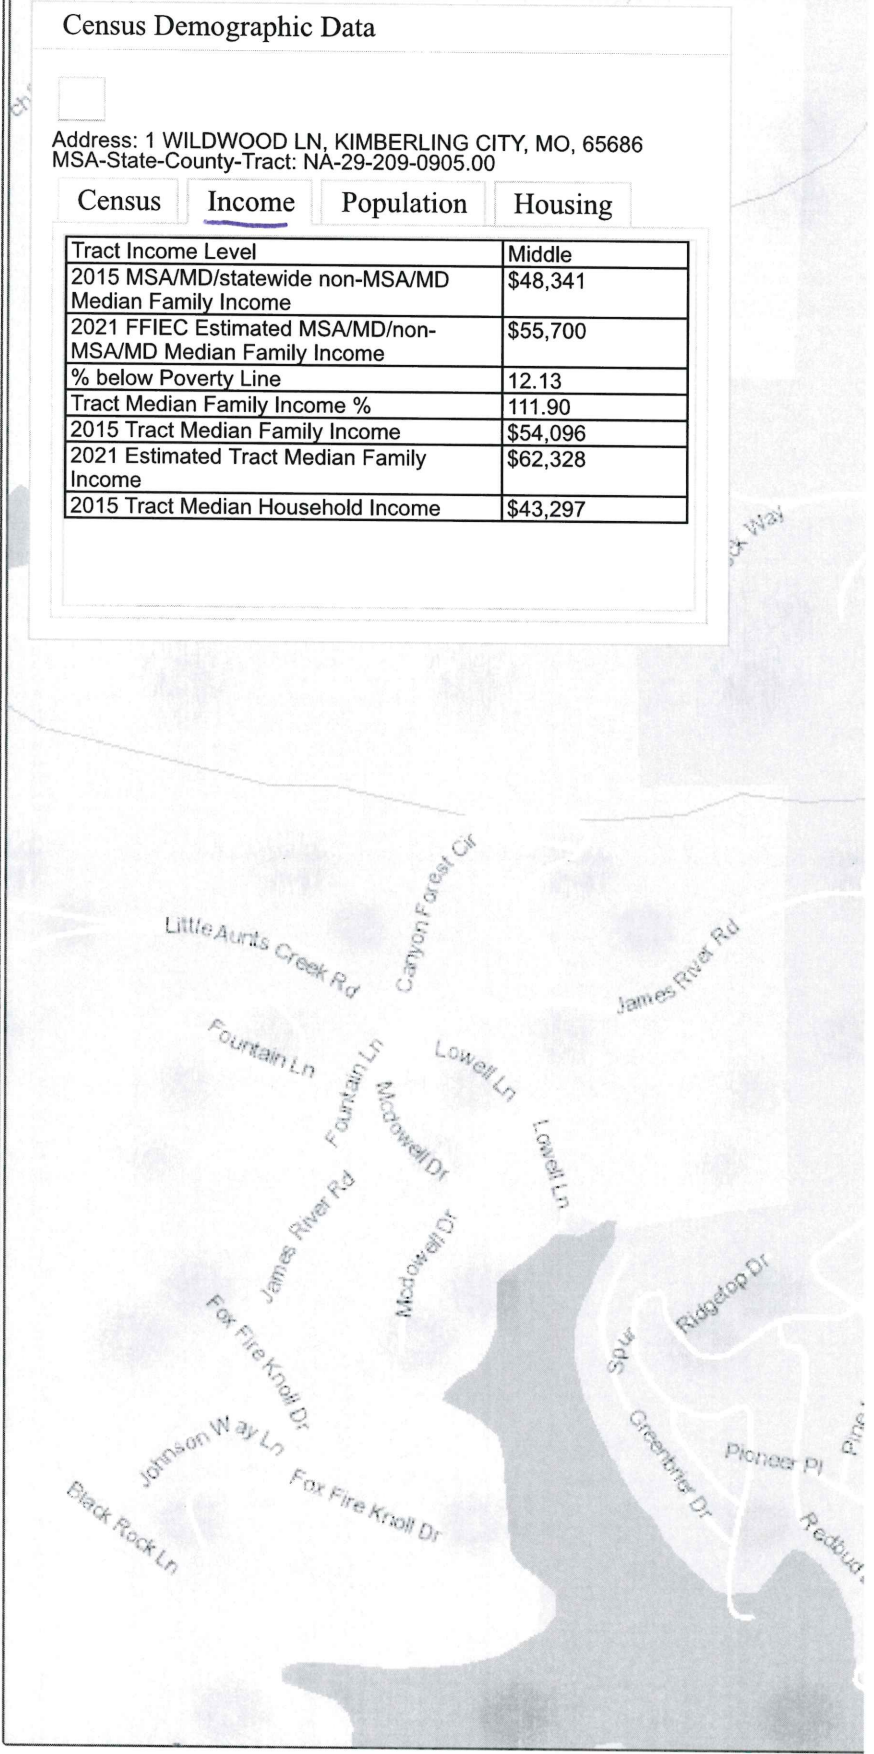 Census Demographic Data
Address: 1 WILDWOOD LN, KIMBERLING CITY, MO, 65686
MSA-State-County-Tract: NA-29-209-0905.00
Census Income Population Housing
Tract Income Level Middle
2015 MSA/MD/statewide non-MSA/MD $48,341
Median Family Income
2021 FFIEC Estimated MSA/MD/non- $55,700
MSA/MD Median Family Income
% below Poverty Line 12.13
Tract Median Family Income % 111.90
2015 Tract Median Family Income $54,096
2021 Estimated Tract Median Family $62,328
Income
2015 Tract Median Household Income $43,297
Way
Canyon Forest Cir
Little Aunts Creek Rd
James River Rd
Fountain Ln
Fountain Ln
Lowell Ln
Mcdowell Dr
Lowell Ln
James River Rd
Mcdowell Dr
Ridgetop Dr
Fox Fire Knoll Dr
Spur
Johnson Way Ln
Greenbrier Dr
Pioneer Pl
Pine
Fox Fire Knoll Dr
Black Rock Ln
Redbud